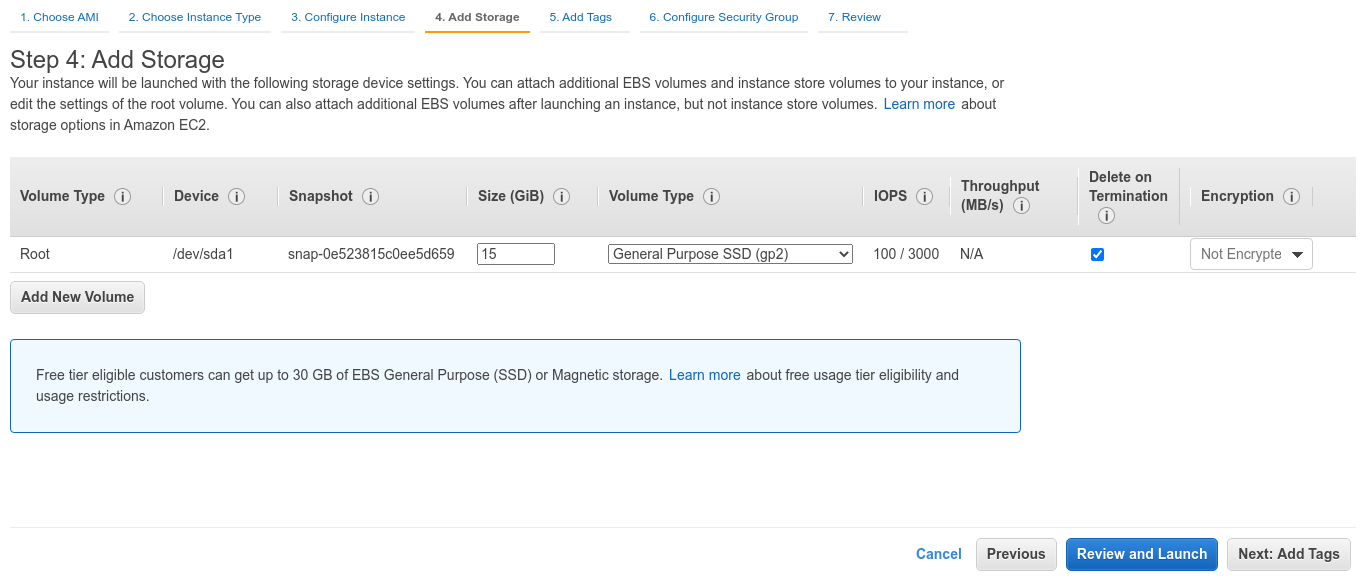 1. Choose AMI 2. Choose Instance Type 3. Configure Instance 4. Add Storage 5. Add Tags 6. Configure Security Group 7. Review
Step 4: Add Storage
Your instance will be launched with the following storage device settings. You can attach additional EBS volumes and instance store volumes to your instance, or
edit the settings of the root volume. You can also attach additional EBS volumes after launching an instance, but not instance store volumes. Learn more about
storage options in Amazon EC2.
Volume Type i Device i Snapshot i Size (GiB) i Volume Type i IOPS i Throughput (MB/s) i Delete on Termination i Encryption i
Root /dev/sda1 snap-0e523815c0ee5d659 15 General Purpose SSD (gp2) 100 / 3000 N/A Not Encrypte
Add New Volume
Free tier eligible customers can get up to 30 GB of EBS General Purpose (SSD) or Magnetic storage. Learn more about free usage tier eligibility and
usage restrictions.
Cancel Previous Review and Launch Next: Add Tags